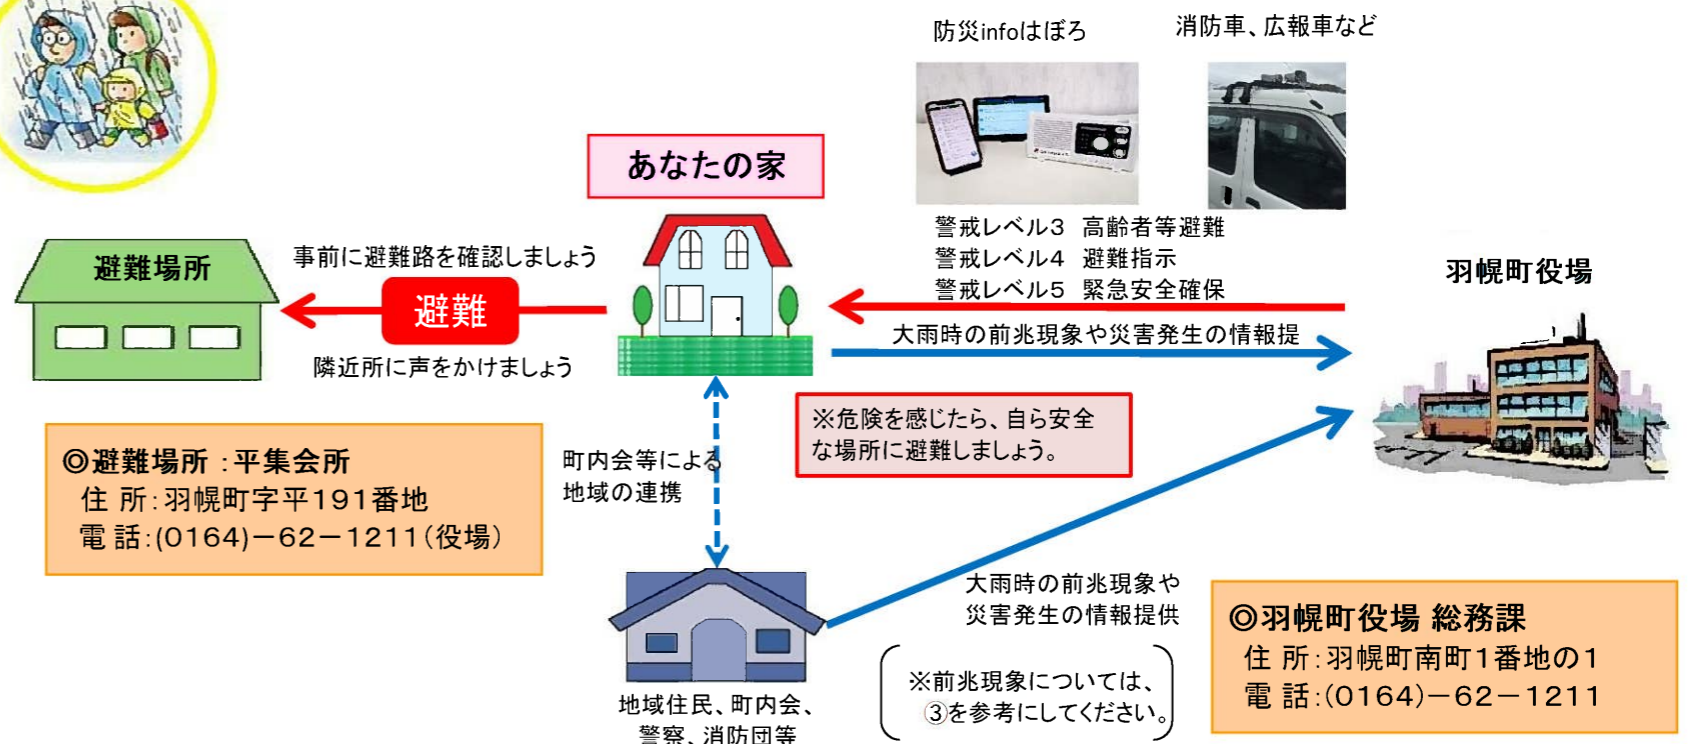 防災infoはぼろ
消防車、広報車など
あなたの家
警戒レベル3 高齢者等避難
警戒レベル4 避難指示
警戒レベル5 緊急安全確保
羽幌町役場
避難場所
事前に避難路を確認しましょう
避難
隣近所に声をかけましょう
大雨時の前兆現象や災害発生の情報提
※危険を感じたら、自ら安全
な場所に避難しましょう。
◎避難場所:平集会所
住 所:羽幌町字平191番地
電 話:(0164)-62-1211(役場)
町内会等による
地域の連携
大雨時の前兆現象や
災害発生の情報提供
※前兆現象については、
③を参考にしてください。
地域住民、町内会、
警察、消防団等
◎羽幌町役場 総務課
住 所:羽幌町南町1番地の1
電 話:(0164)-62-1211